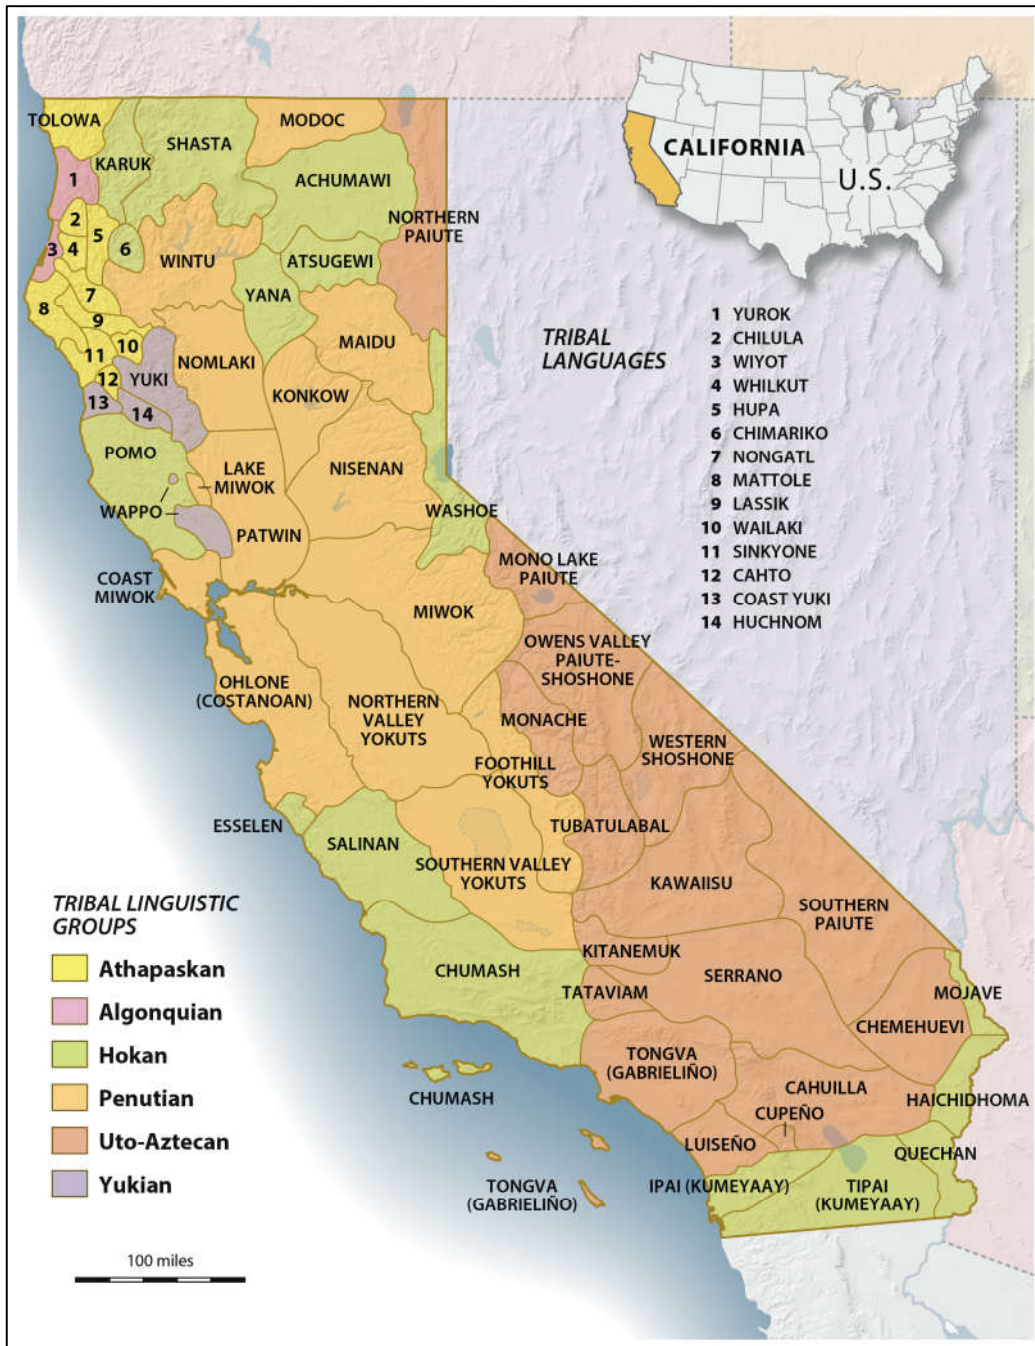 TOLOWA
MODOC
SHASTA
KARUK
ACHUMAWI
1
2
5
NORTHERN
PAIUTE
3
4
6
WINTU
ATSUGEWI
YANA
7
8
9
MAIDU
10
11
NOMLAKI
12
YUKI
KONKOW
13
14
POMO
LAKE
MIWOK
NISENAN
WAPPO
WASHOE
PATWIN
COAST
MIWOK
MONO LAKE
PAIUTE
MIWOK
OWENS VALLEY
PAIUTE-
SHOSHONE
OHLONE
(COSTANOAN)
NORTHERN
VALLEY
YOKUTS
MONACHE
WESTERN
SHOSHONE
FOOTHILL
YOKUTS
ESSELEN
TUBATULABAL
SALINAN
SOUTHERN VALLEY
YOKUTS
KAWAIISU
SOUTHERN
PAIUTE
KITANEMUK
CHUMASH
SERRANO
TATAVIAM
MOJAVE
CHEMEHUEVI
TONGVA
(GABRIELIÑO)
CAHUILLA
HAICHIDHOMA
CHUMASH
CUPEÑO
LUISEÑO
QUECHAN
TONGVA
(GABRIELIÑO)
IPAI (KUMEYAAY)
TIPAI
(KUMEYAAY)
CALIFORNIA
U.S.
TRIBAL
LANGUAGES
1 YUROK
2 CHILULA
3 WIYOT
4 WHILKUT
5 HUPA
6 CHIMARIKO
7 NONGATL
8 MATTOLE
9 LASSIK
10 WAILAKI
11 SINKYONE
12 CAHTO
13 COAST YUKI
14 HUCHNOM
TRIBAL LINGUISTIC
GROUPS
Athapaskan
Algonquian
Hokan
Penutian
Uto-Aztecan
Yukian
100 miles